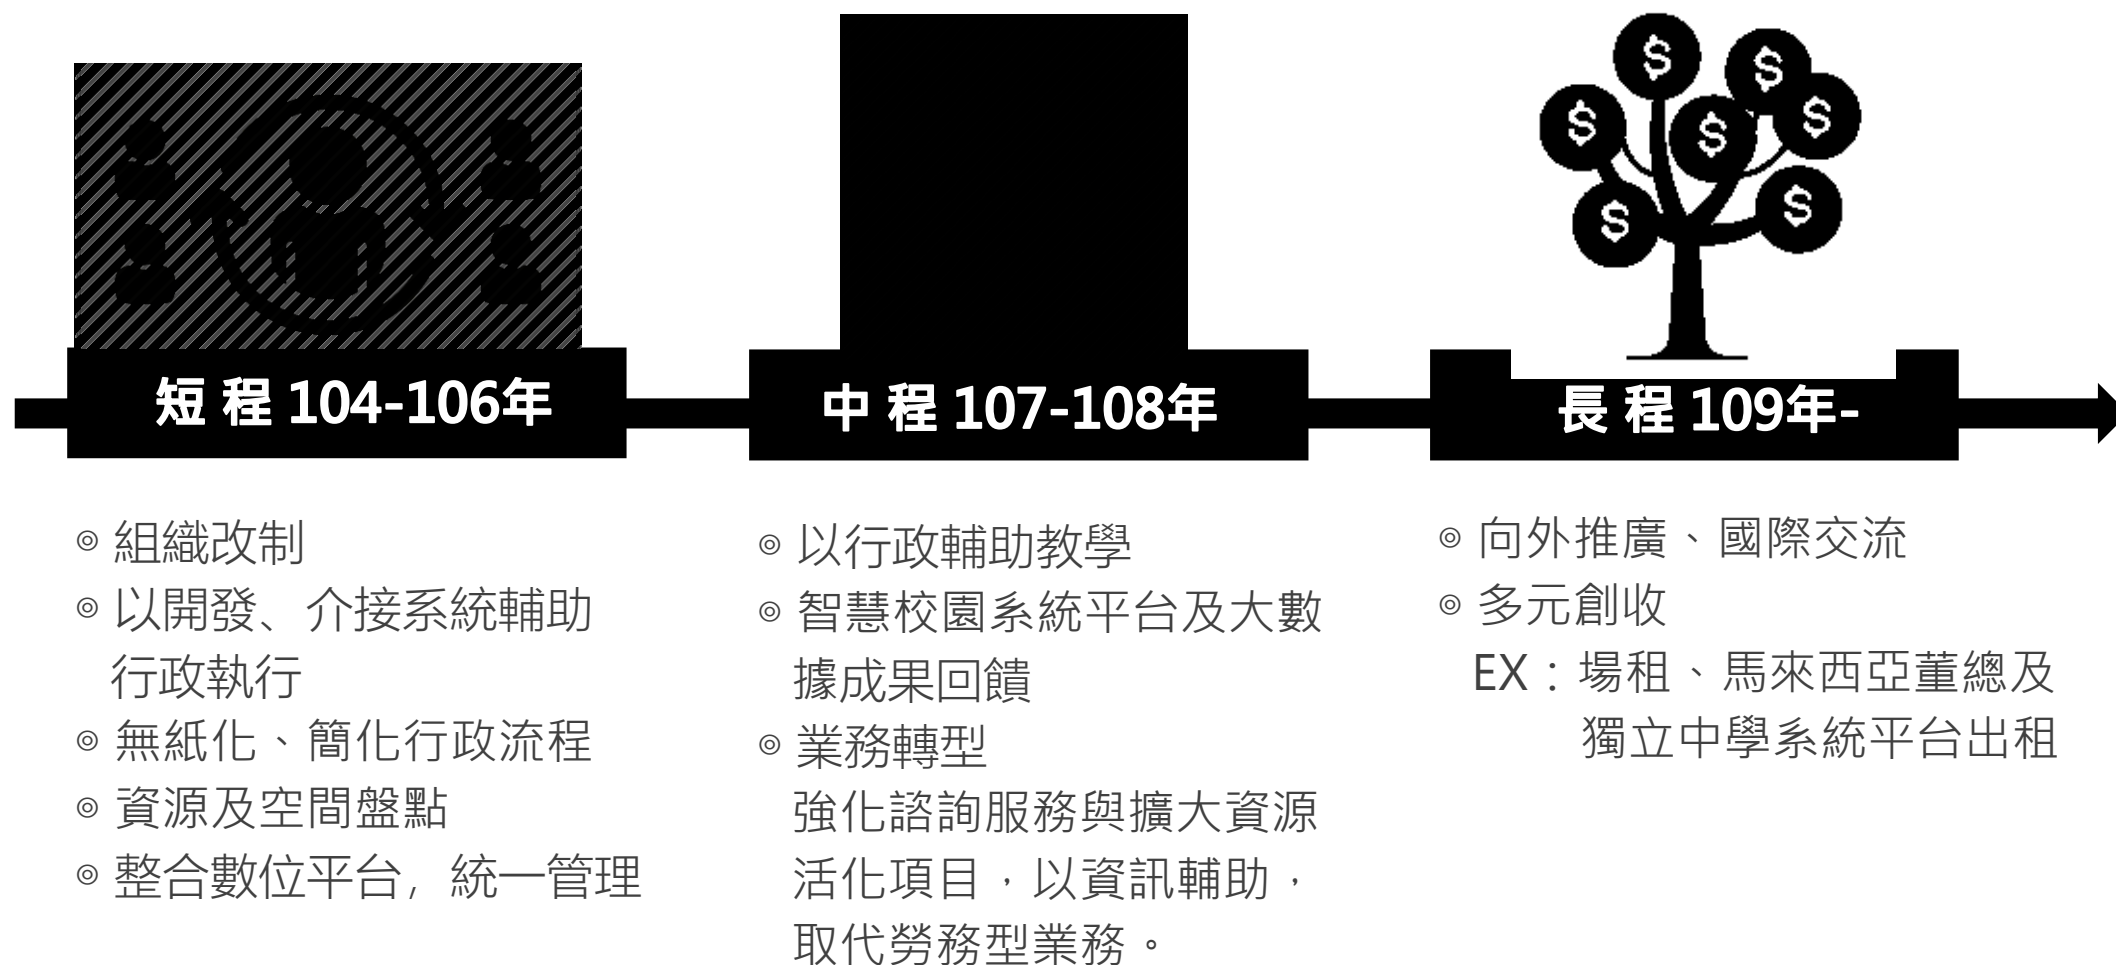 短 程 104-106年
◎ 組織改制
◎ 以開發、介接系統輔助
行政執行
◎ 無紙化、簡化行政流程
◎ 資源及空間盤點
◎ 整合數位平台, 統一管理
中 程 107-108年
◎ 以行政輔助教學
◎ 智慧校園系統平台及大數
據成果回饋
◎ 業務轉型
強化諮詢服務與擴大資源
活化項目，以資訊輔助，
取代勞務型業務。
長 程 109年-
◎ 向外推廣、國際交流
◎ 多元創收
EX：場租、馬來西亞董總及
獨立中學系統平台出租
$
$
$
$
$
$
$